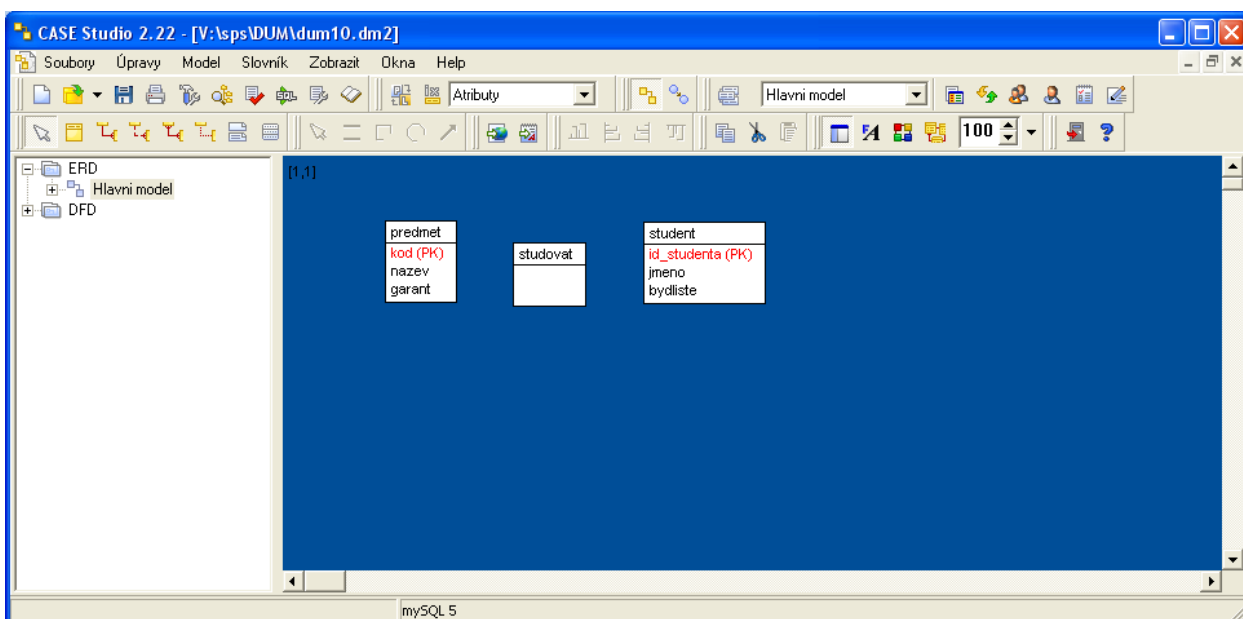 CASE Studio 2.22 - [V:\sps\DUM\dum10.dm2]
Soubory Úpravy Model Slovník Zobrazit Okna Help
Atributy Hlavni model
100
ERD
Hlavni model
DFD
[1,1]
predmet
kod (PK)
nazev
garant
studovat
student
id_studenta (PK)
jmeno
bydliste
mySQL 5